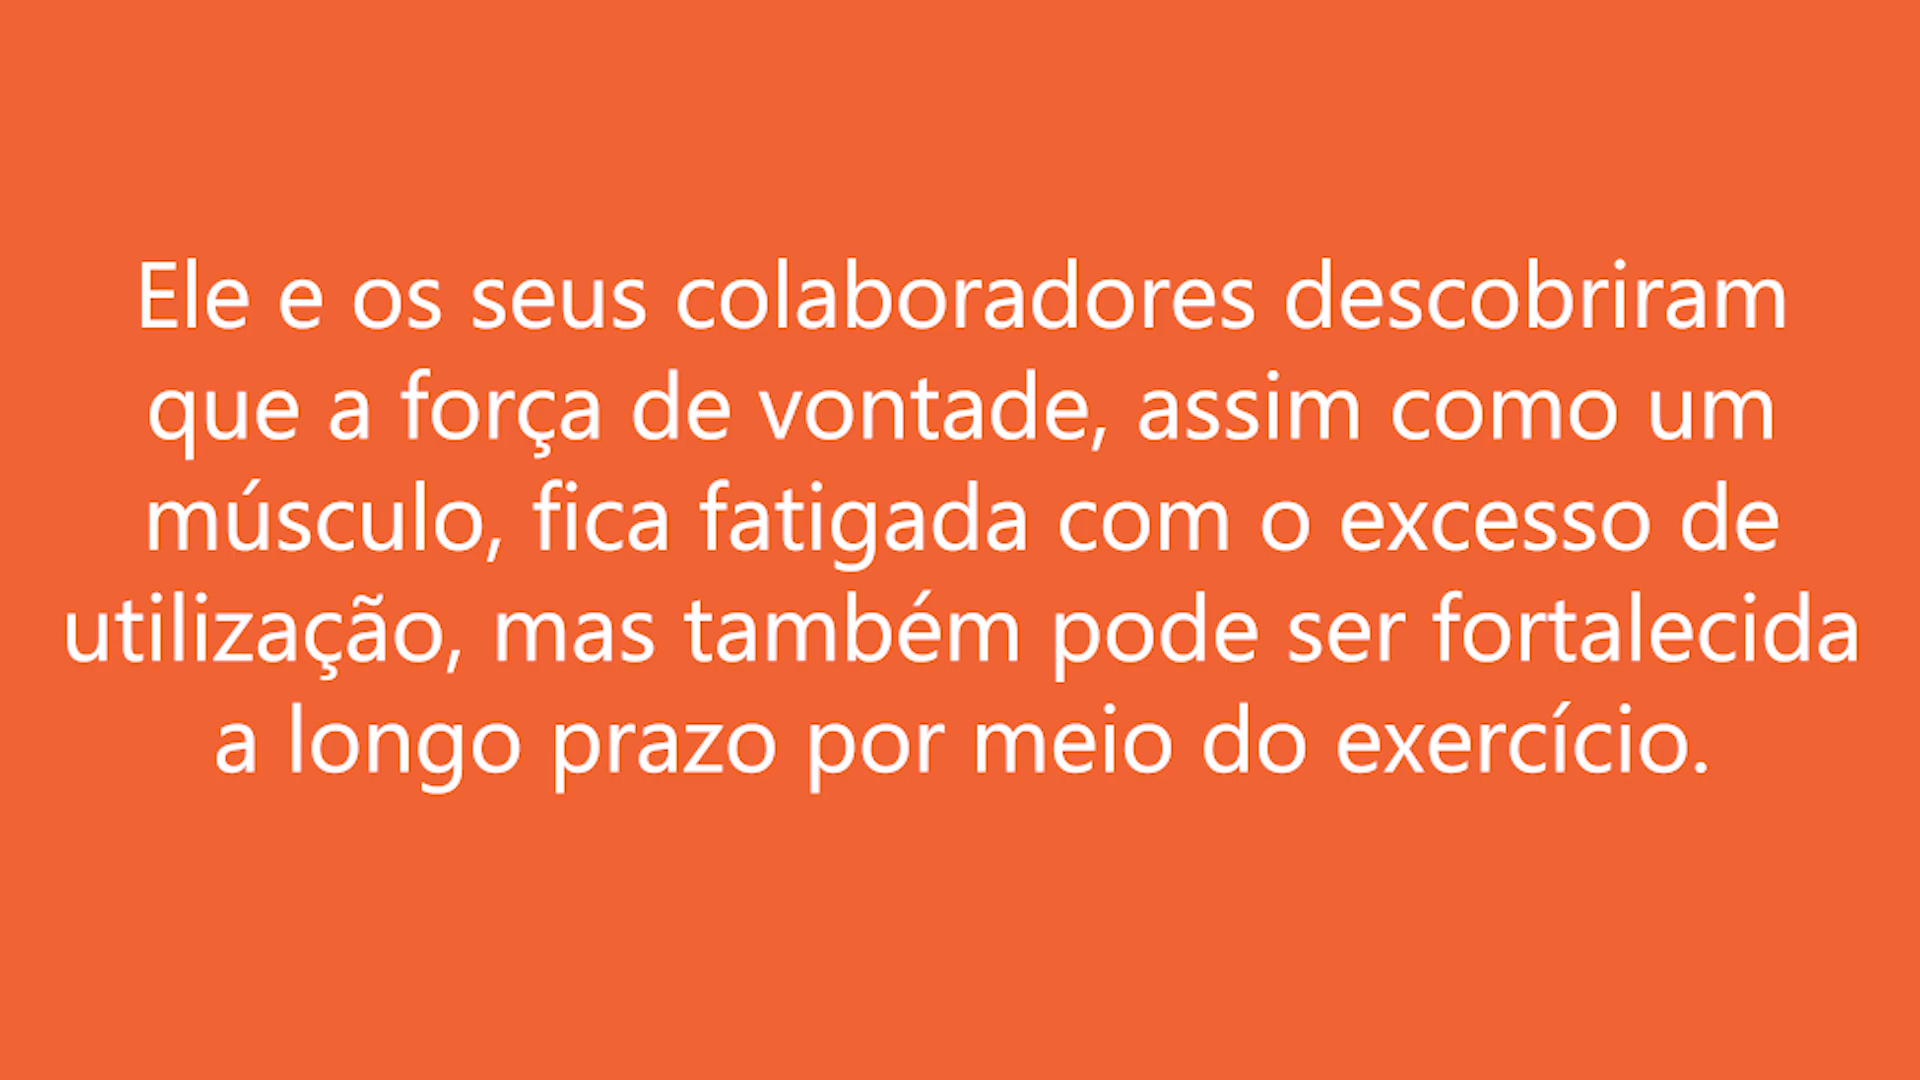 Ele e os seus colaboradores descobriram
que a força de vontade, assim como um
músculo, fica fatigada com o excesso de
utilização, mas também pode ser fortalecida
a longo prazo por meio do exercício.